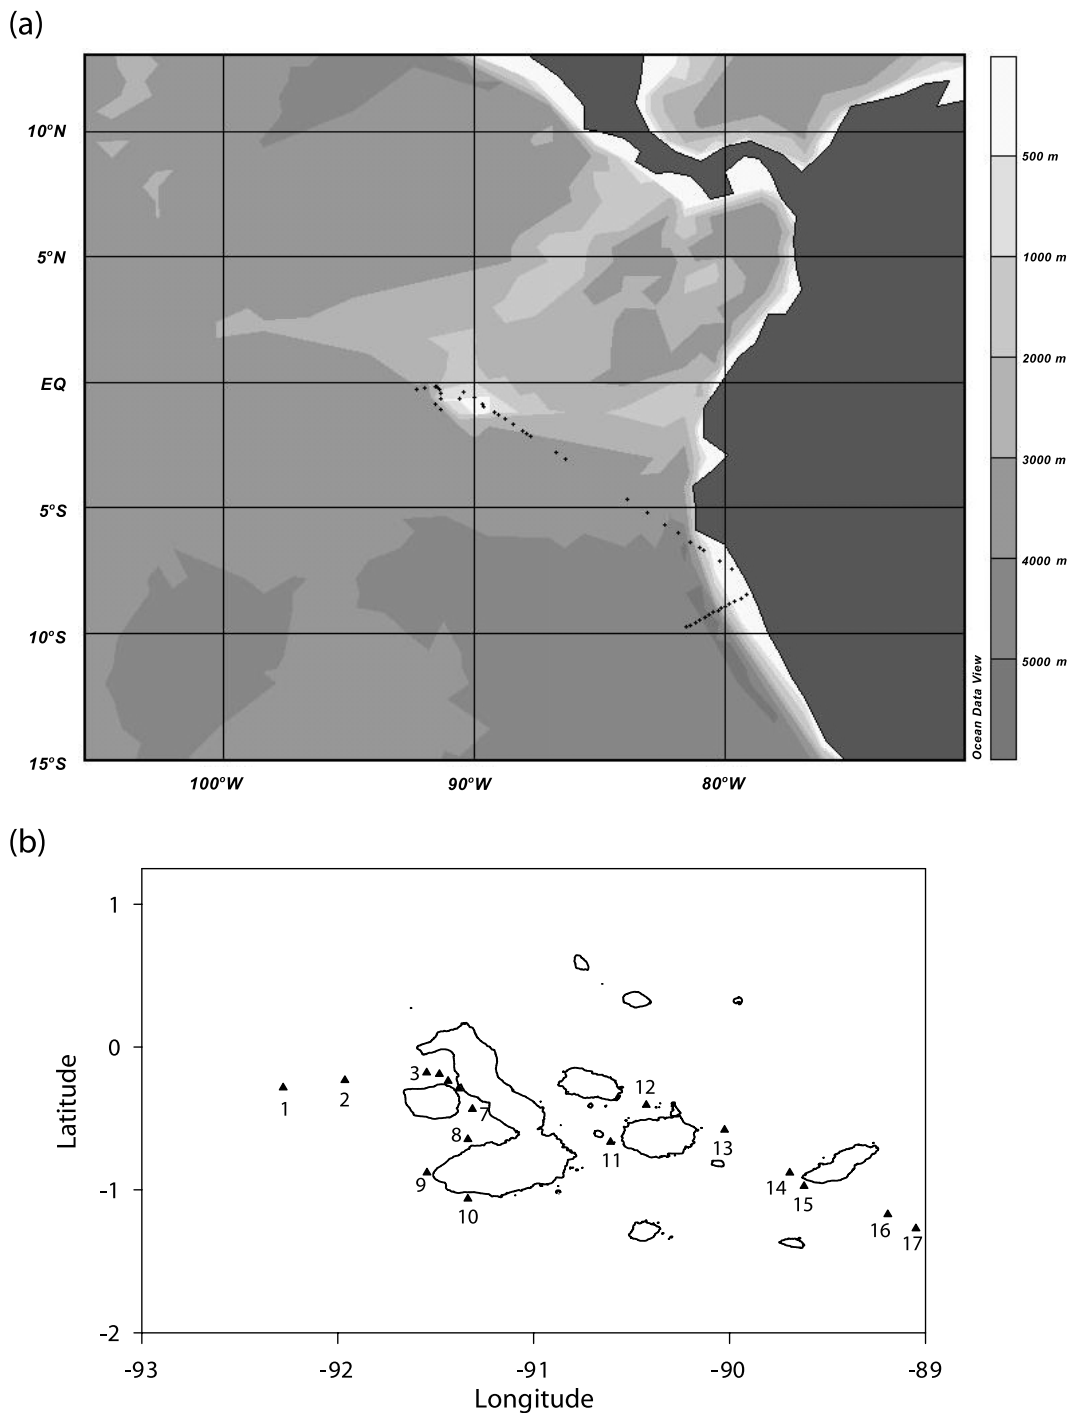 (a)
10°N
5°N
EQ
5°S
10°S
15°S
100°W
90°W
80°W
500 m
1000 m
2000 m
3000 m
4000 m
5000 m
Ocean Data View
(b)
Latitude
1
0
-1
-2
1
2
3
7
8
9
10
11
12
13
14
15
16
17
-93
-92
-91
-90
-89
Longitude